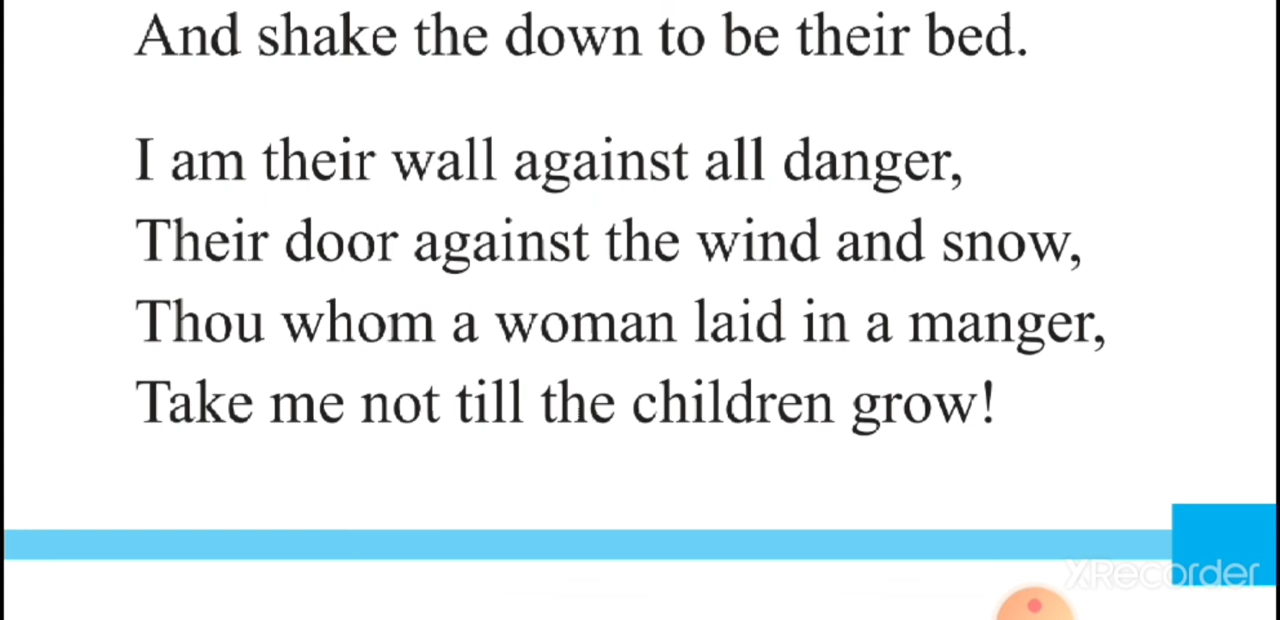 And shake the down to be their bed.
I am their wall against all danger,
Their door against the wind and snow,
Thou whom a woman laid in a manger,
Take me not till the children grow!
XRecorder